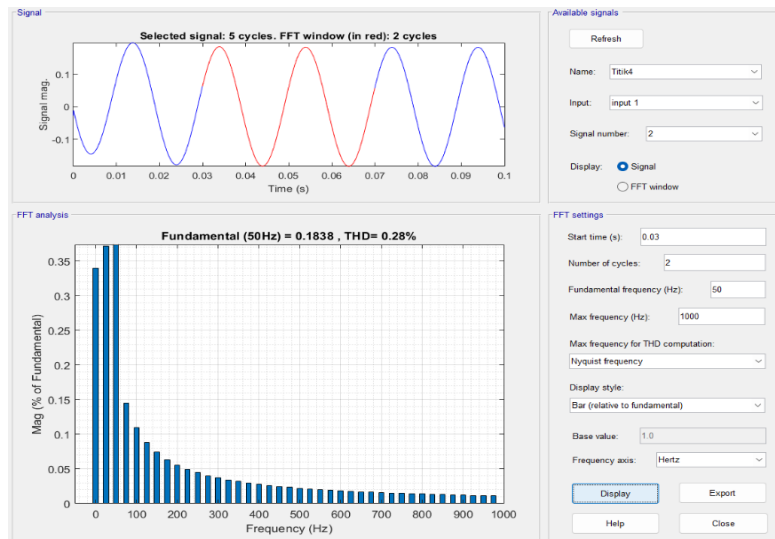 Signal
Selected signal: 5 cycles. FFT window (in red): 2 cycles
Signal mag.
0.1
0
-0.1
0 0.01 0.02 0.03 0.04 0.05 0.06 0.07 0.08 0.09 0.1
Time (s)
Available signals
Refresh
Name: Titik4
Input: input 1
Signal number: 2
Display: Signal
FFT window
FFT analysis
Fundamental (50Hz) = 0.1838 , THD= 0.28%
Mag (% of Fundamental)
0.35
0.3
0.25
0.2
0.15
0.1
0.05
0
0 100 200 300 400 500 600 700 800 900 1000
Frequency (Hz)
FFT settings
Start time (s): 0.03
Number of cycles: 2
Fundamental frequency (Hz): 50
Max frequency (Hz): 1000
Max frequency for THD computation:
Nyquist frequency
Display style:
Bar (relative to fundamental)
Base value: 1.0
Frequency axis: Hertz
Display Export
Help Close